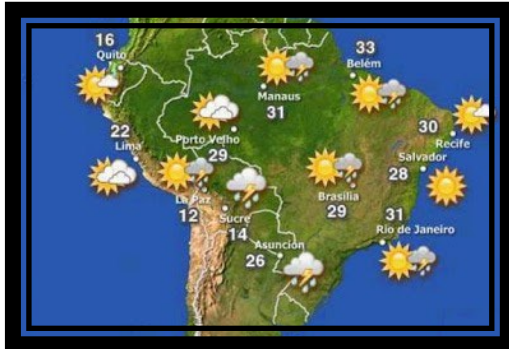 16
Quito
33
Belém
Manaus
31
22
Lima
Porto Velho
29
30
Recife
Salvador
28
La Paz
12
Brasília
29
Sucre
14
31
Rio de Janeiro
Asunción
26